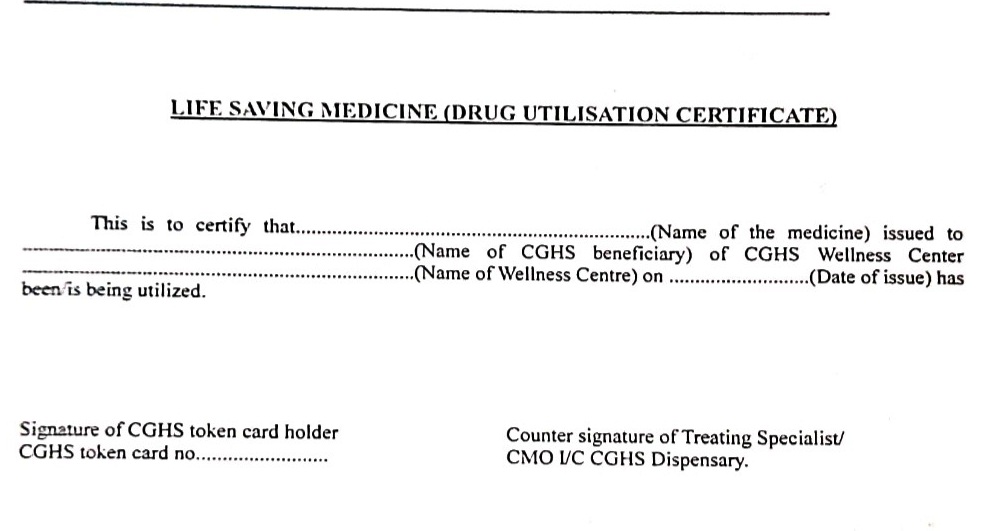 LIFE SAVING MEDICINE (DRUG UTILISATION CERTIFICATE)
This is to certify that..............................................................................(Name of the medicine) issued to
......................................................................................(Name of CGHS beneficiary) of CGHS Wellness Center
......................................................................................(Name of Wellness Centre) on ............................(Date of issue) has
been/is being utilized.
Signature of CGHS token card holder
CGHS token card no..........................
Counter signature of Treating Specialist/
CMO I/C CGHS Dispensary.